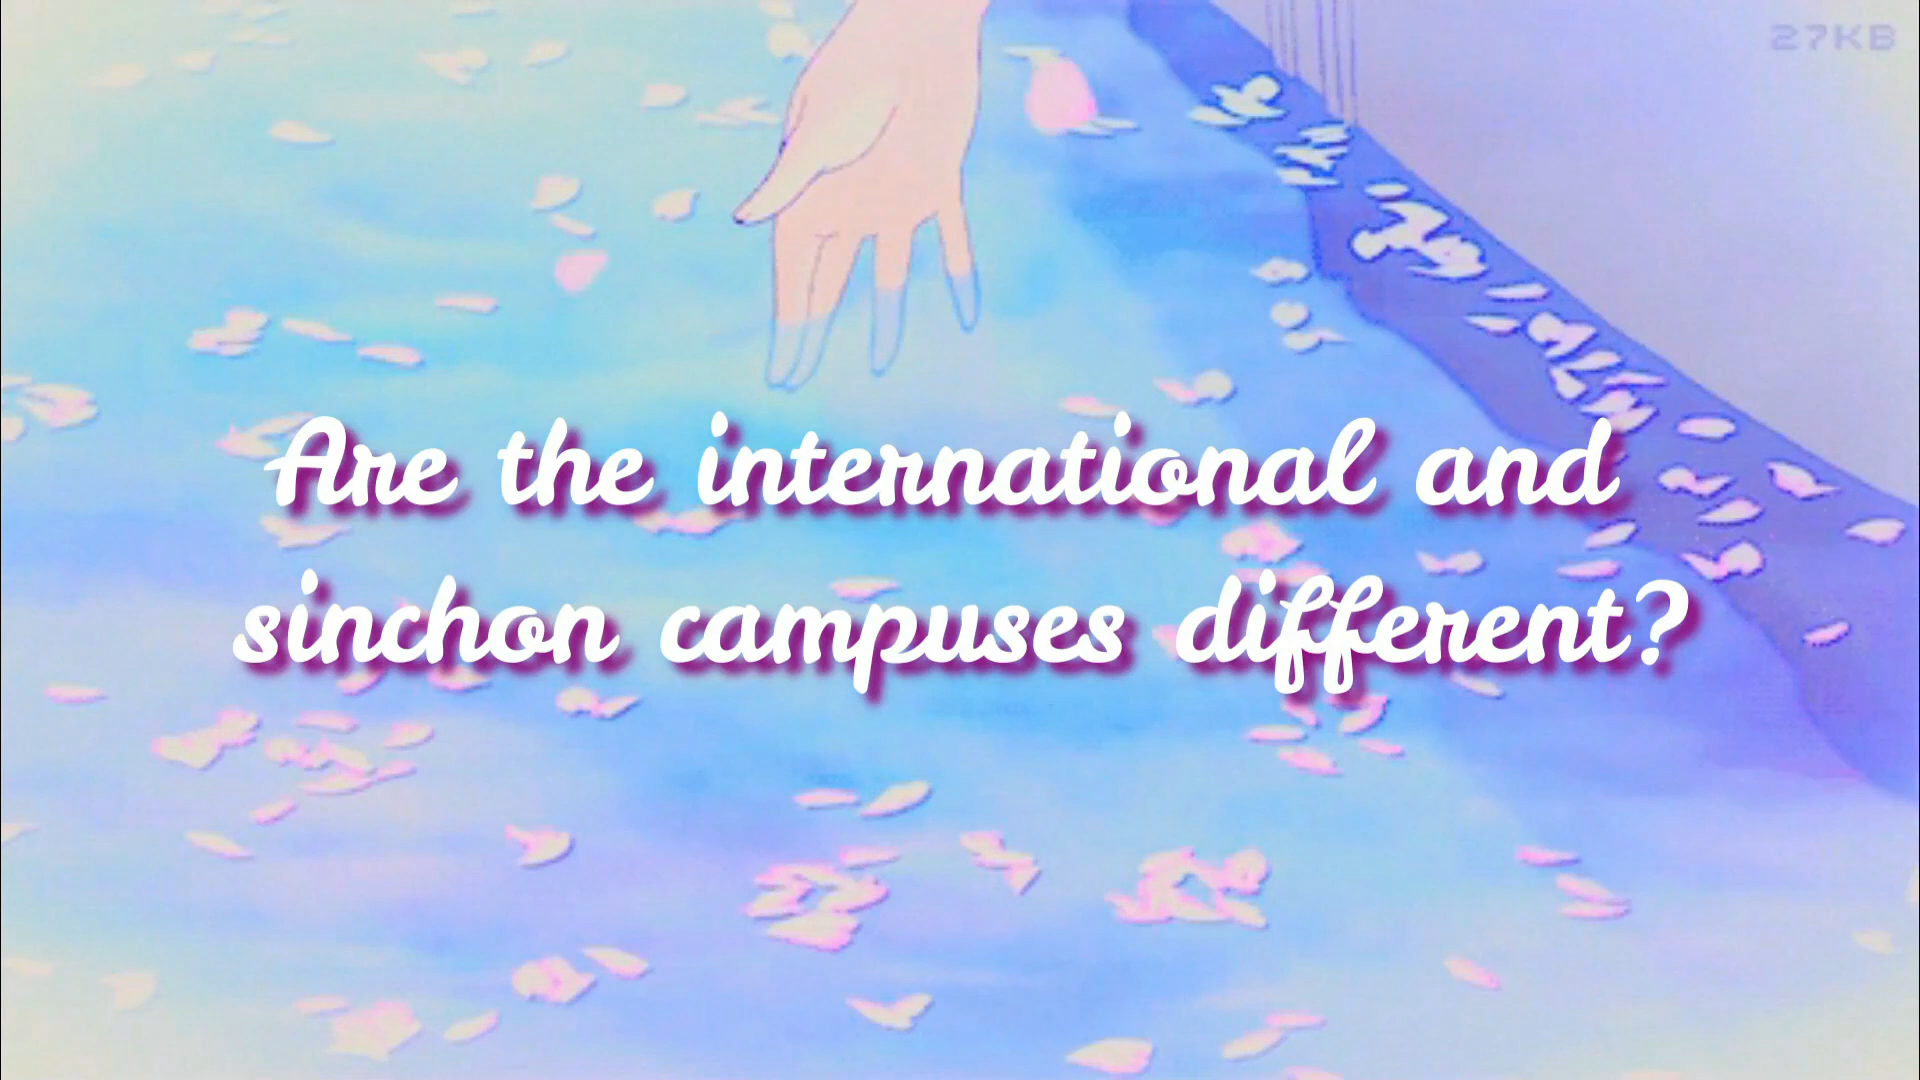 27KB
Are the international and
sinchon campuses different?